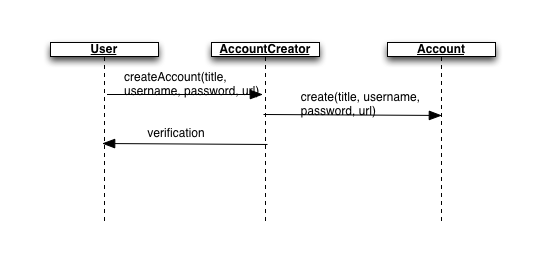 User
AccountCreator
Account
createAccount(title,
username, password, url)
create(title, username,
password, url)
verification